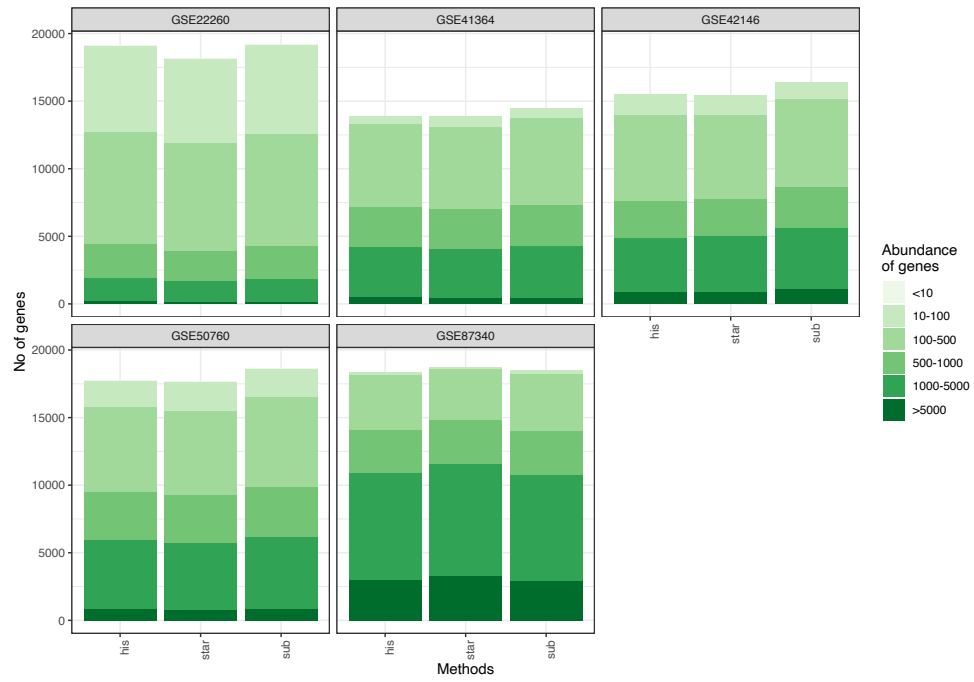 GSE22260
GSE41364
GSE42146
20000
15000
10000
5000
0
his
star
sub
GSE50760
GSE87340
20000
15000
10000
5000
0
his
star
sub
his
star
sub
No of genes
Methods
Abundance
of genes
<10
10-100
100-500
500-1000
1000-5000
>5000